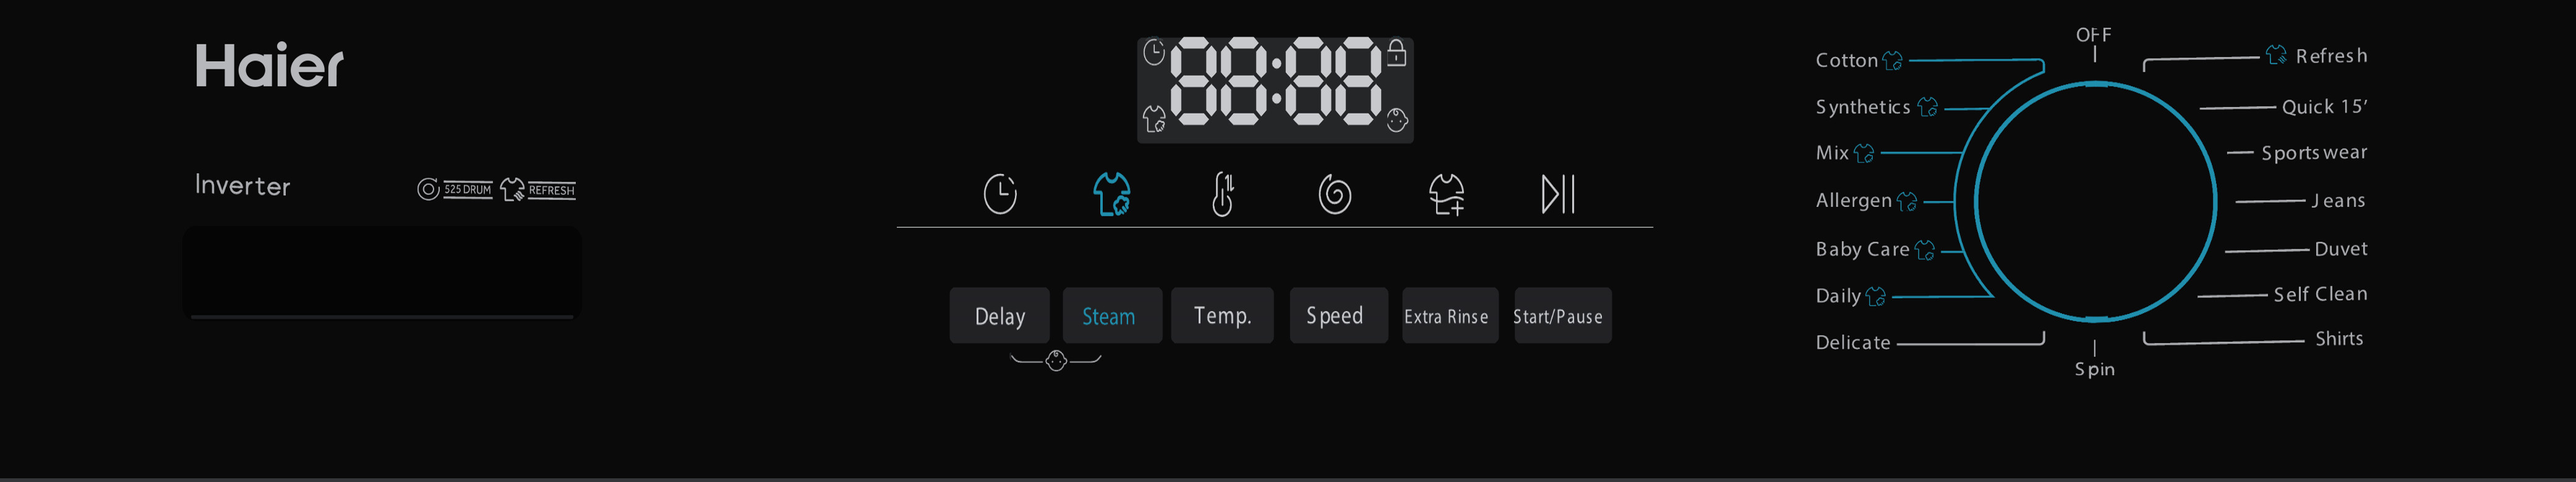 Haier
Inverter
525 DRUM
REFRESH
88:88
Delay
Steam
Temp.
Speed
Extra Rinse
Start/Pause
OFF
Cotton
Synthetics
Mix
Allergen
Baby Care
Daily
Delicate
Refresh
Quick 15’
Sports wear
Jeans
Duvet
Self Clean
Shirts
Spin